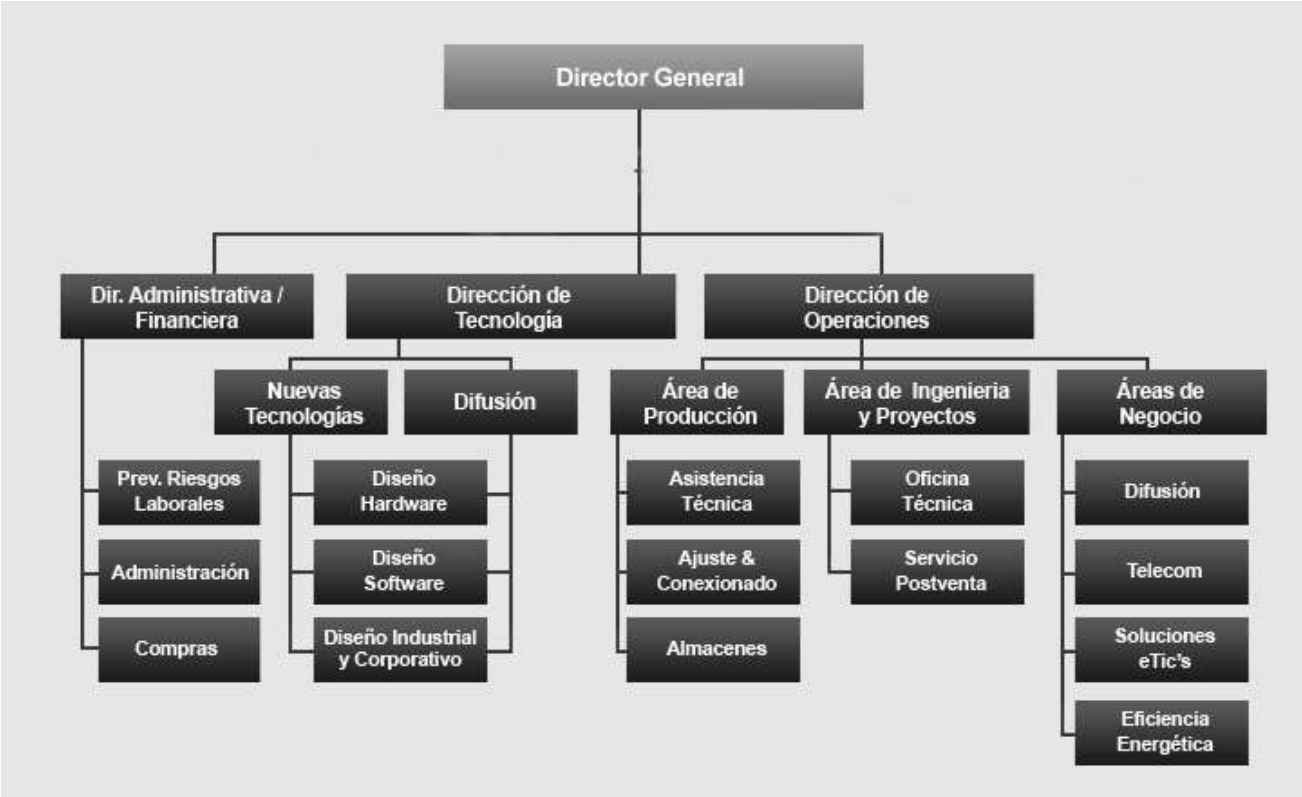 Director General
Dir. Administrativa /
Financiera
Dirección de
Tecnología
Dirección de
Operaciones
Nuevas
Tecnologías
Difusión
Área de
Producción
Área de Ingenieria
y Proyectos
Áreas de
Negocio
Prev. Riesgos
Laborales
Administración
Compras
Diseño
Hardware
Diseño
Software
Diseño Industrial
y Corporativo
Asistencia
Técnica
Ajuste &
Conexionado
Almacenes
Oficina
Técnica
Servicio
Postventa
Difusión
Telecom
Soluciones
eTic's
Eficiencia
Energética